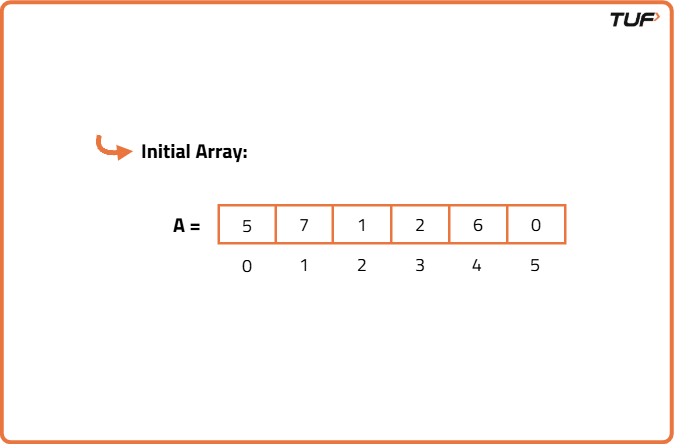 TUF
Initial Array:
A = 5 7 1 2 6 0
0 1 2 3 4 5